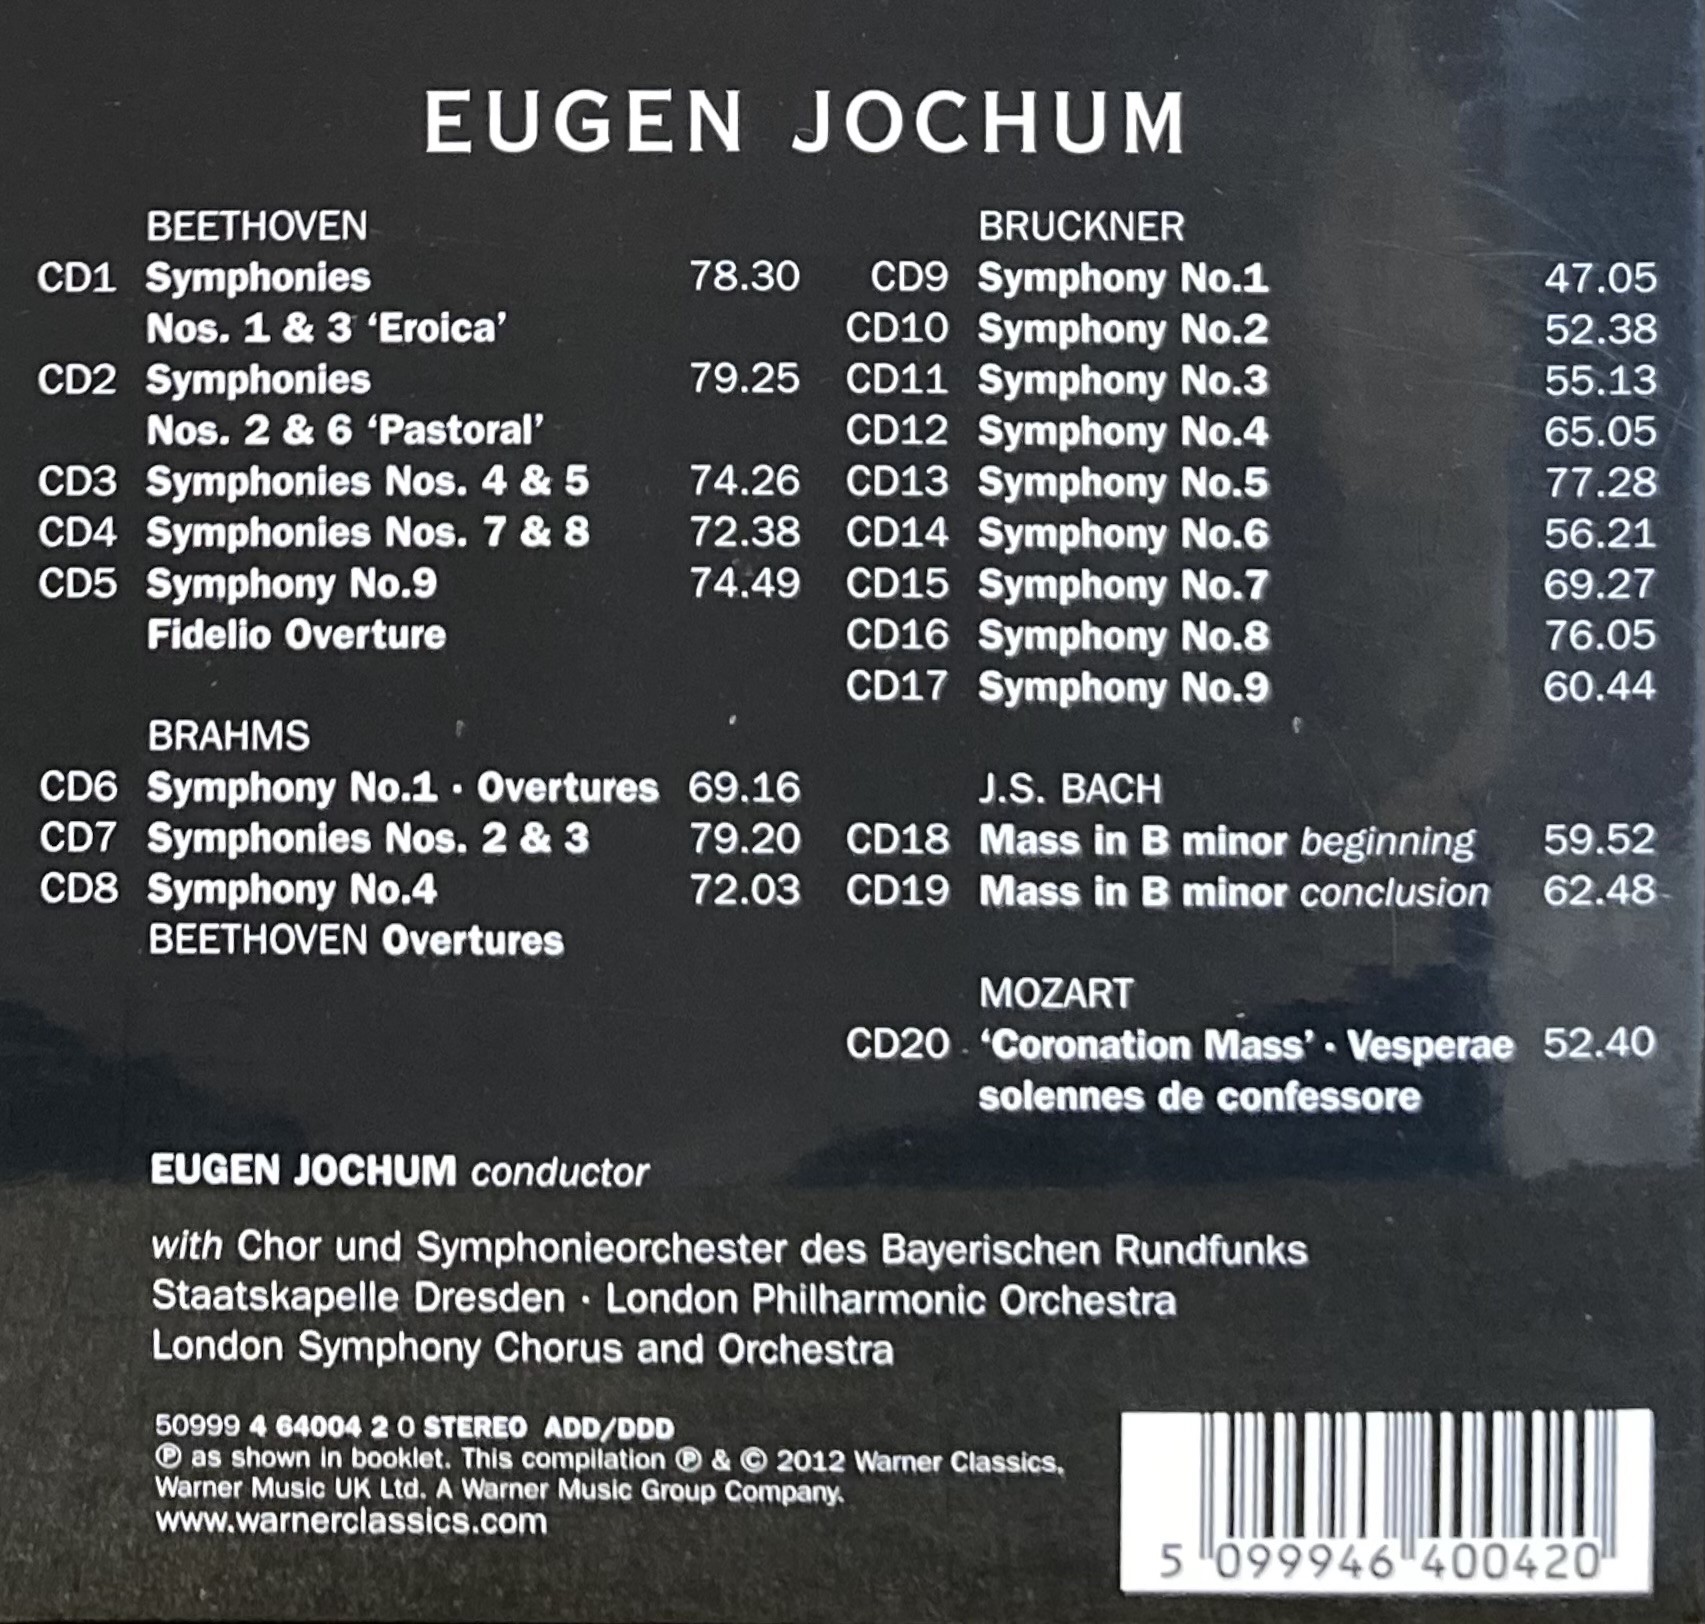 EUGEN JOCHUM
BEETHOVEN
CD1 Symphonies 78.30
Nos. 1 & 3 ‘Eroica’
CD2 Symphonies 79.25
Nos. 2 & 6 ‘Pastoral’
CD3 Symphonies Nos. 4 & 5 74.26
CD4 Symphonies Nos. 7 & 8 72.38
CD5 Symphony No.9 74.49
Fidelio Overture
BRAHMS
CD6 Symphony No.1 · Overtures 69.16
CD7 Symphonies Nos. 2 & 3 79.20
CD8 Symphony No.4 72.03
BEETHOVEN Overtures
BRUCKNER
CD9 Symphony No.1 47.05
CD10 Symphony No.2 52.38
CD11 Symphony No.3 55.13
CD12 Symphony No.4 65.05
CD13 Symphony No.5 77.28
CD14 Symphony No.6 56.21
CD15 Symphony No.7 69.27
CD16 Symphony No.8 76.05
CD17 Symphony No.9 60.44
J.S. BACH
CD18 Mass in B minor beginning 59.52
CD19 Mass in B minor conclusion 62.48
MOZART
CD20 ‘Coronation Mass’ · Vesperae 52.40
solennes de confessore
EUGEN JOCHUM conductor
with Chor und Symphonieorchester des Bayerischen Rundfunks
Staatskapelle Dresden · London Philharmonic Orchestra
London Symphony Chorus and Orchestra
50999 4 64004 2 0 STEREO ADD/DDD
℗ as shown in booklet. This compilation ℗ & © 2012 Warner Classics,
Warner Music UK Ltd. A Warner Music Group Company.
www.warnerclassics.com
5 099946 400420